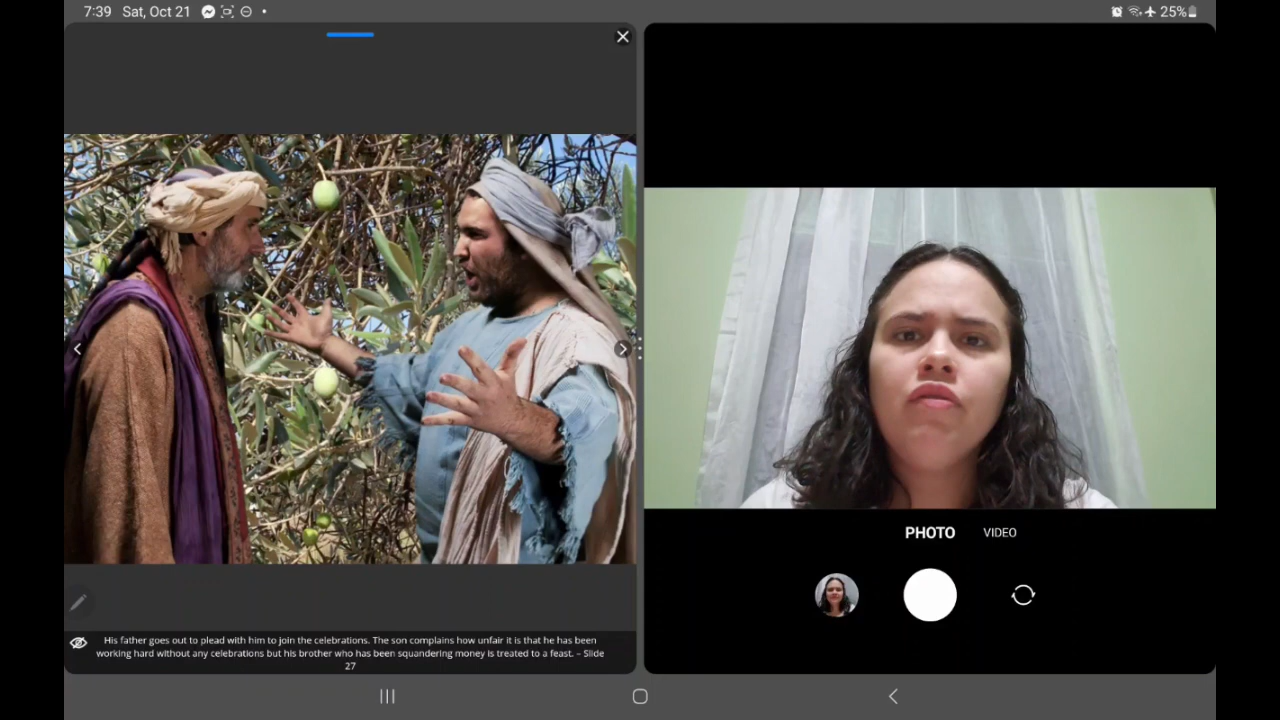 7:39 Sat, Oct 21
25%
His father goes out to plead with him to join the celebrations. The son complains how unfair it is that he has been
working hard without any celebrations but his brother who has been squandering money is treated to a feast. – Slide
27
PHOTO VIDEO